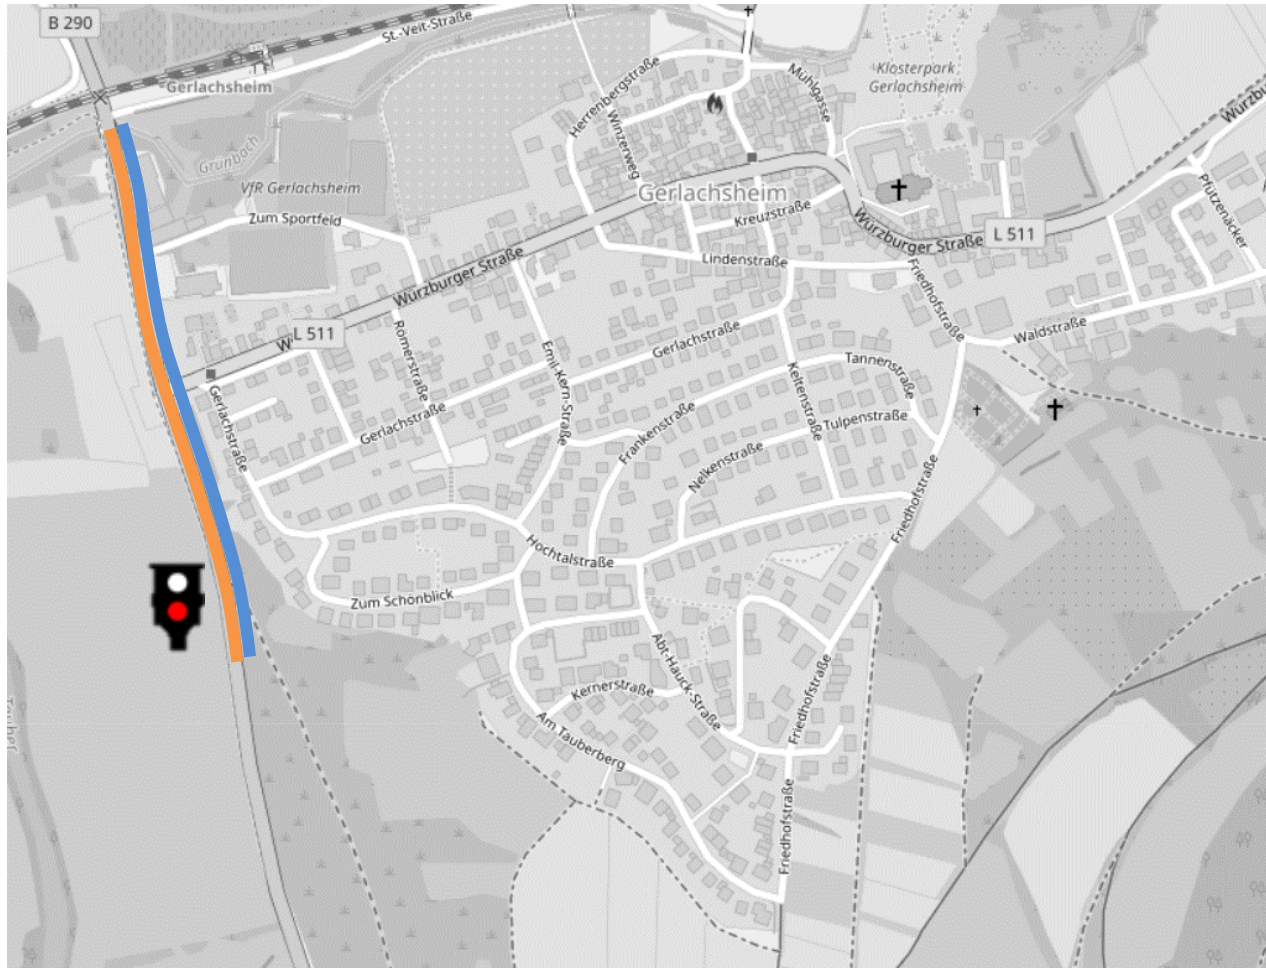 B 290
St.-Veit-Straße
Gerlachsheim
Grünbach
VfR Gerlachsheim
Zum Sportfeld
Herrenbergstraße
Winzerweg
Mühlgasse
Klosterpark
Gerlachsheim
Gerlachsheim
Kreuzstraße
Lindenstraße
Würzburger Straße
L 511
Würzbu
Pfützenäcker
Würzburger Straße
L 511
W
Römerstraße
Emil-Kern-Straße
Gerlachstraße
Gerlachstraße
Gerlachstraße
Friedhofstraße
Waldstraße
Keltenstraße
Tannenstraße
Tulpenstraße
Frankenstraße
Nelkenstraße
Friedhofstraße
Hochtalstraße
Zum Schönblick
Abt-Hauck-Straße
Kernerstraße
Friedhofstraße
Am Tauberberg
Friedhofstraße
Tauber